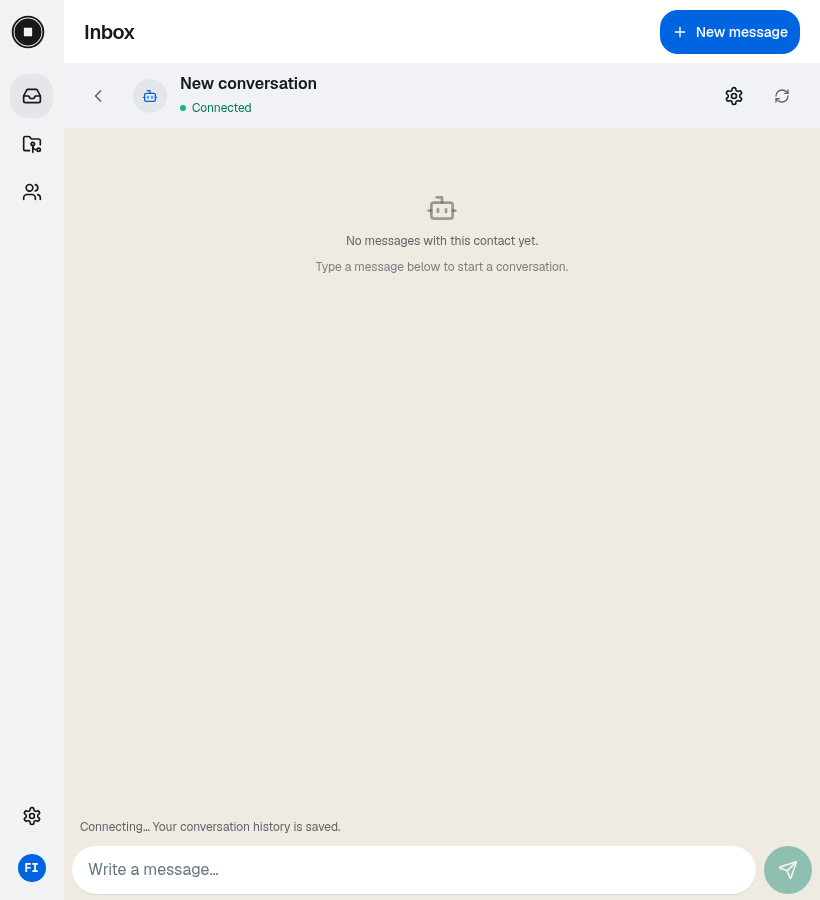 Inbox
New message
New conversation
Connected
No messages with this contact yet.
Type a message below to start a conversation.
Connecting… Your conversation history is saved.
Write a message…
FI